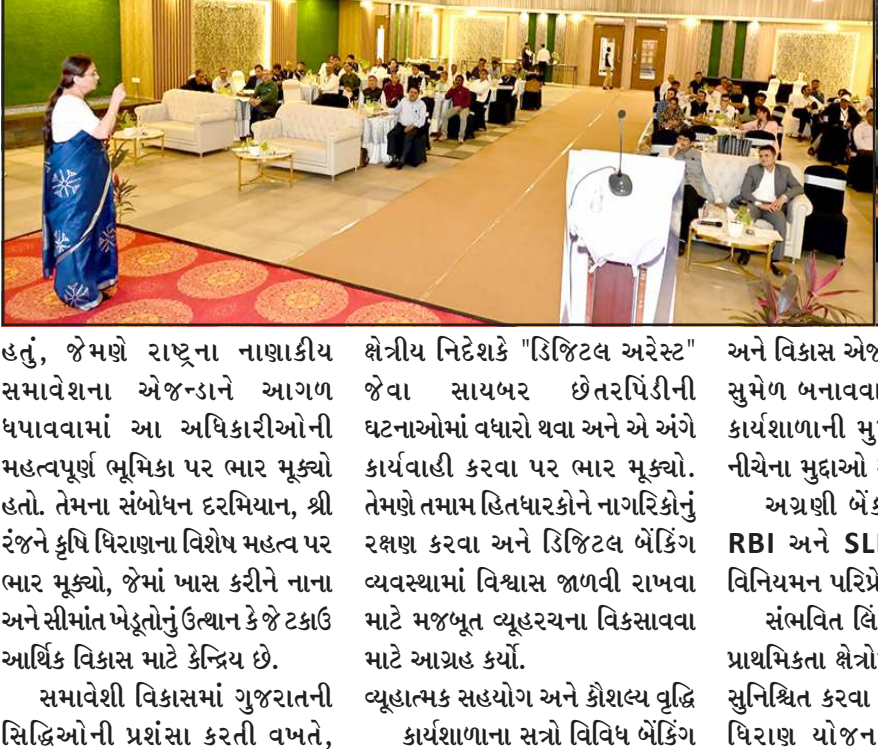 હતું, જેમણે રાષ્ટ્રના નાણાકીય
સમાવેશના એજન્ડાને આગળ
ધપાવવામાં આ અધિકારીઓની
મહત્વપૂર્ણ ભૂમિકા પર ભાર મૂક્યો
હતો. તેમના સંબોધન દરમિયાન, શ્રી
રંજને કૃષિ ધિરાણના વિશેષ મહત્વ પર
ભાર મૂક્યો, જેમાં ખાસ કરીને નાના
અને સીમાંત ખેડૂતોનું ઉત્થાન કે જે ટકાઉ
આર્થિક વિકાસ માટે કેન્દ્રિય છે.
સમાવેશી વિકાસમાં ગુજરાતની
સિદ્ધિઓની પ્રશંસા કરતી વખતે,
ક્ષેત્રીય નિદેશકે "ડિજિટલ અરેસ્ટ"
જેવા સાયબર છેતરપિંડીની
ઘટનાઓમાં વધારો થવા અને એ અંગે
કાર્યવાહી કરવા પર ભાર મૂક્યો.
તેમણે તમામ હિતધારકોને નાગરિકોનું
રક્ષણ કરવા અને ડિજિટલ બેંકિંગ
વ્યવસ્થામાં વિશ્વાસ જાળવી રાખવા
માટે મજબૂત વ્યૂહરચના વિકસાવવા
માટે આગ્રહ કર્યો.
વ્યૂહાત્મક સહયોગ અને કૌશલ્ય વૃદ્ધિ
કાર્યશાળાના સત્રો વિવિધ બેંકિંગ
અને વિકાસ
સુમેળ બનાવવા
કાર્યશાળાની
નીચેના મુદ્દાઓ
અગ્રણી
RBI અને
વિનિયમન
સંભવિત
પ્રાથમિકતા
સુનિશ્ચિત કરવા
ધિરાણ